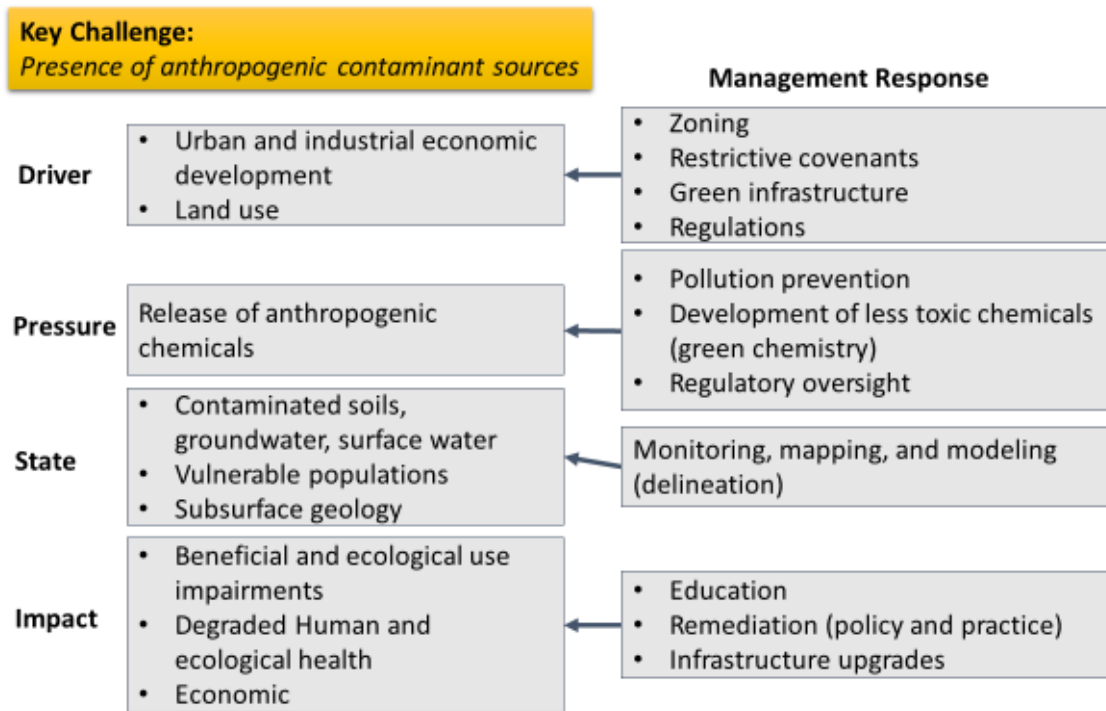 Key Challenge:
Presence of anthropogenic contaminant sources
Management Response
Driver
• Urban and industrial economic
development
• Land use
• Zoning
• Restrictive covenants
• Green infrastructure
• Regulations
Pressure
Release of anthropogenic
chemicals
• Pollution prevention
• Development of less toxic chemicals
(green chemistry)
• Regulatory oversight
State
• Contaminated soils,
groundwater, surface water
• Vulnerable populations
• Subsurface geology
Monitoring, mapping, and modeling
(delineation)
Impact
• Beneficial and ecological use
impairments
• Degraded Human and
ecological health
• Economic
• Education
• Remediation (policy and practice)
• Infrastructure upgrades